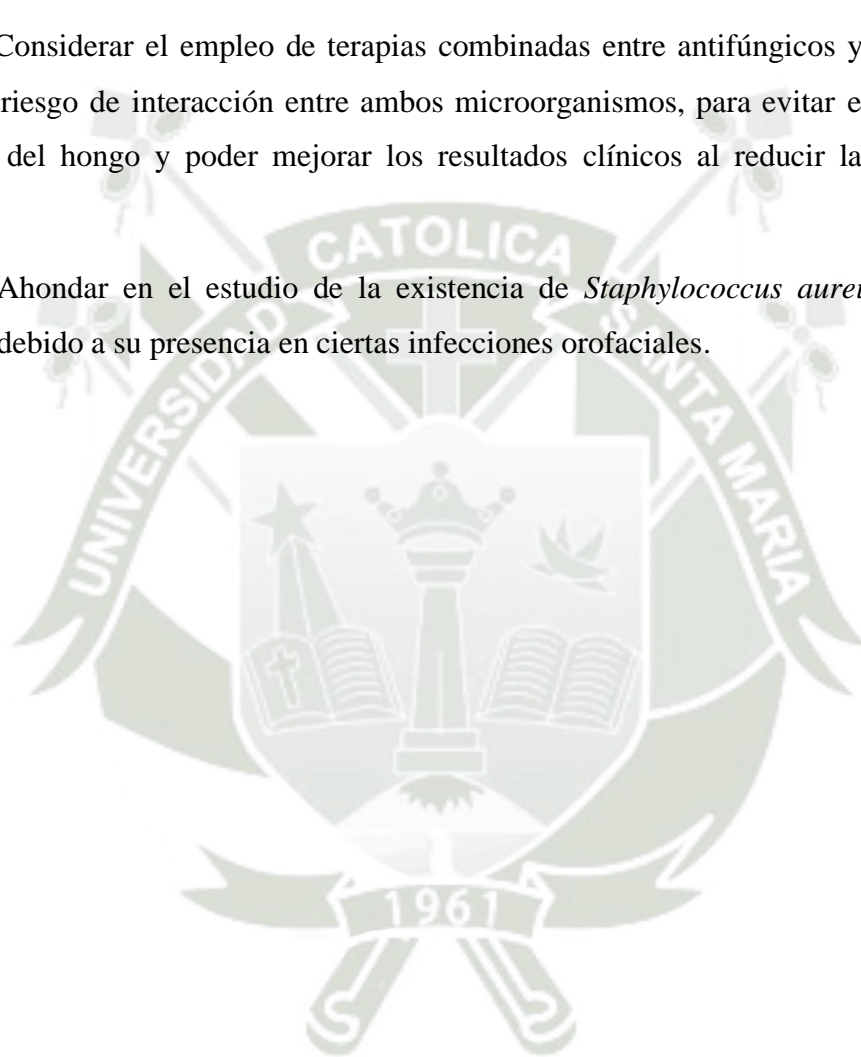 Considerar el empleo de terapias combinadas entre antifúngicos y
riesgo de interacción entre ambos microorganismos, para evitar e
del hongo y poder mejorar los resultados clínicos al reducir la
Ahondar en el estudio de la existencia de Staphylococcus aure
debido a su presencia en ciertas infecciones orofaciales.
UNIVERSIDAD CATOLICA SANTA MARIA
1961